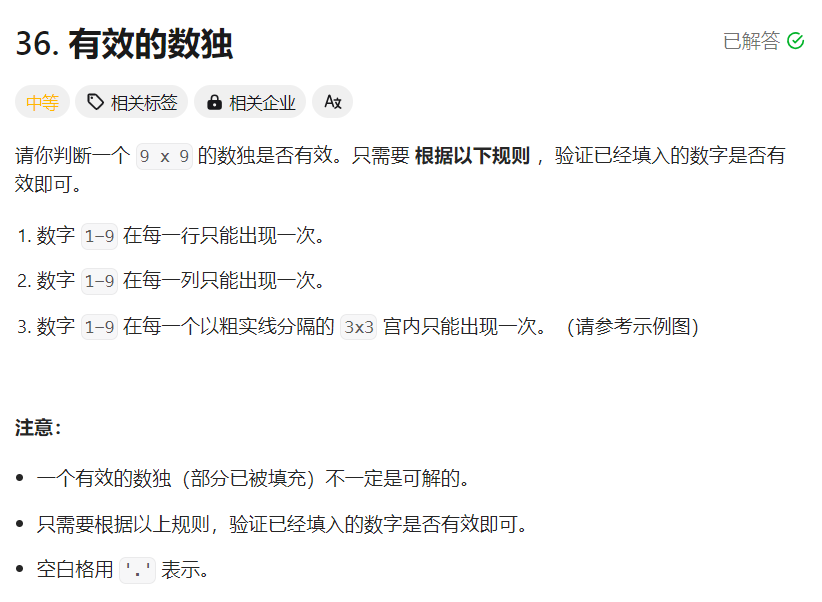 36. 有效的数独
已解答
中等 相关标签 相关企业
请你判断一个 9 x 9 的数独是否有效。只需要 根据以下规则 ，验证已经填入的数字是否有
效即可。
1. 数字 1-9 在每一行只能出现一次。
2. 数字 1-9 在每一列只能出现一次。
3. 数字 1-9 在每一个以粗实线分隔的 3x3 宫内只能出现一次。（请参考示例图）
注意：
• 一个有效的数独（部分已被填充）不一定是可解的。
• 只需要根据以上规则，验证已经填入的数字是否有效即可。
• 空白格用 '.' 表示。